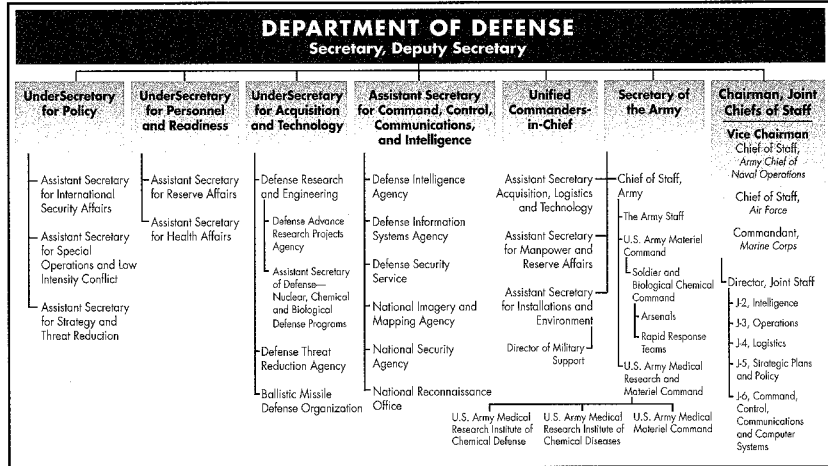 DEPARTMENT OF DEFENSE
Secretary, Deputy Secretary
UnderSecretary
for Policy
Assistant Secretary
for International
Security Affairs
Assistant Secretary
for Special
Operations and Low
Intensity Conflict
Assistant Secretary
for Strategy and
Threat Reduction
UnderSecretary
for Personnel
and Readiness
Assistant Secretary
for Reserve Affairs
Assistant Secretary
for Health Affairs
UnderSecretary
for Acquisition
and Technology
Defense Research
and Engineering
Defense Advance
Research Projects
Agency
Assistant Secretary
of Defense—
Nuclear, Chemical
and Biological
Defense Programs
Defense Threat
Reduction Agency
Ballistic Missile
Defense Organization
Assistant Secretary
for Command, Control,
Communications,
and Intelligence
Defense Intelligence
Agency
Defense Information
Systems Agency
Defense Security
Service
National Imagery and
Mapping Agency
National Security
Agency
National Reconnaissance
Office
Unified
Commanders-
in-Chief
Secretary of
the Army
Assistant Secretary
Acquisition, Logistics
and Technology
Assistant Secretary
for Manpower and
Reserve Affairs
Assistant Secretary
for Installations and
Environment
Director of Military
Support
Chief of Staff,
Army
The Army Staff
U.S. Army Materiel
Command
Soldier and
Biological Chemical
Command
Arsenals
Rapid Response
Teams
U.S. Army Medical
Research and
Materiel Command
U.S. Army Medical
Research Institute of
Chemical Defense
U.S. Army Medical
Research Institute of
Chemical Diseases
U.S. Army Medical
Materiel Command
Chairman, Joint
Chiefs of Staff
Vice Chairman
Chief of Staff,
Army Chief of
Naval Operations
Chief of Staff,
Air Force
Commandant,
Marine Corps
Director, Joint Staff
J-2, Intelligence
J-3, Operations
J-4, Logistics
J-5, Strategic Plans
and Policy
J-6, Command,
Control,
Communications
and Computer
Systems